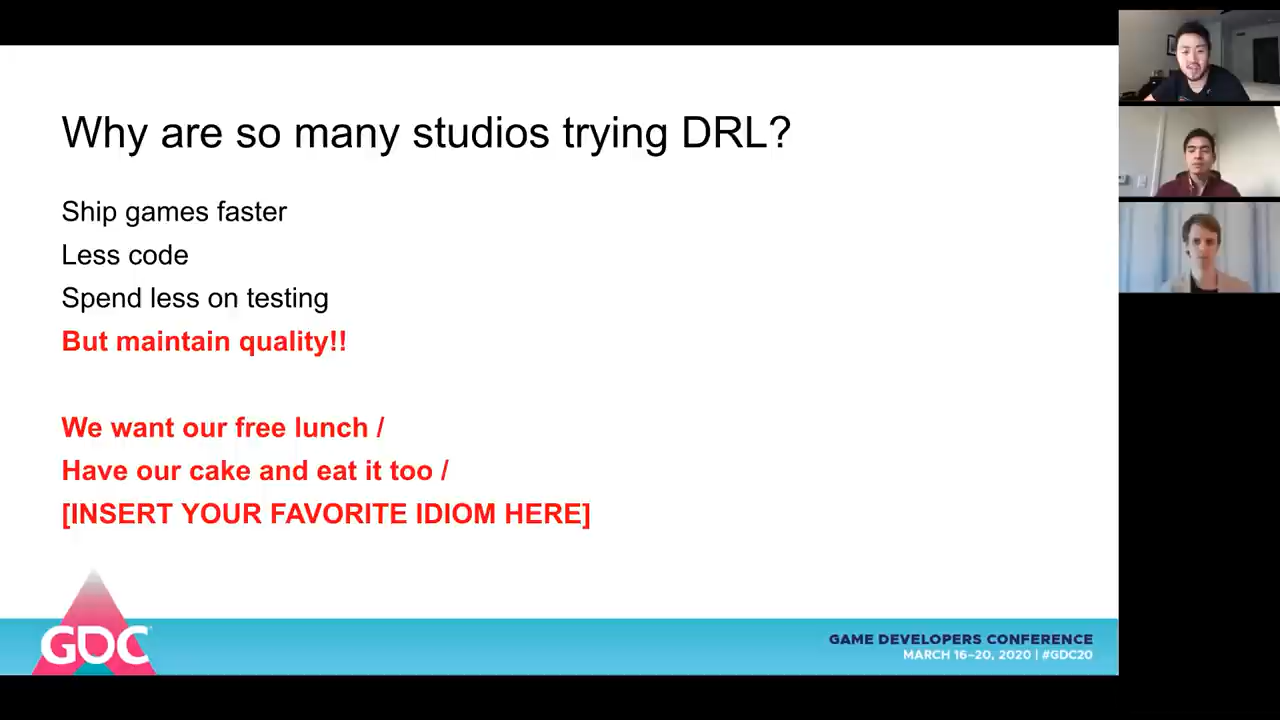 Why are so many studios trying DRL?
Ship games faster
Less code
Spend less on testing
But maintain quality!!
We want our free lunch /
Have our cake and eat it too /
[INSERT YOUR FAVORITE IDIOM HERE]
GDC
GAME DEVELOPERS CONFERENCE
MARCH 16–20, 2020 | #GDC20